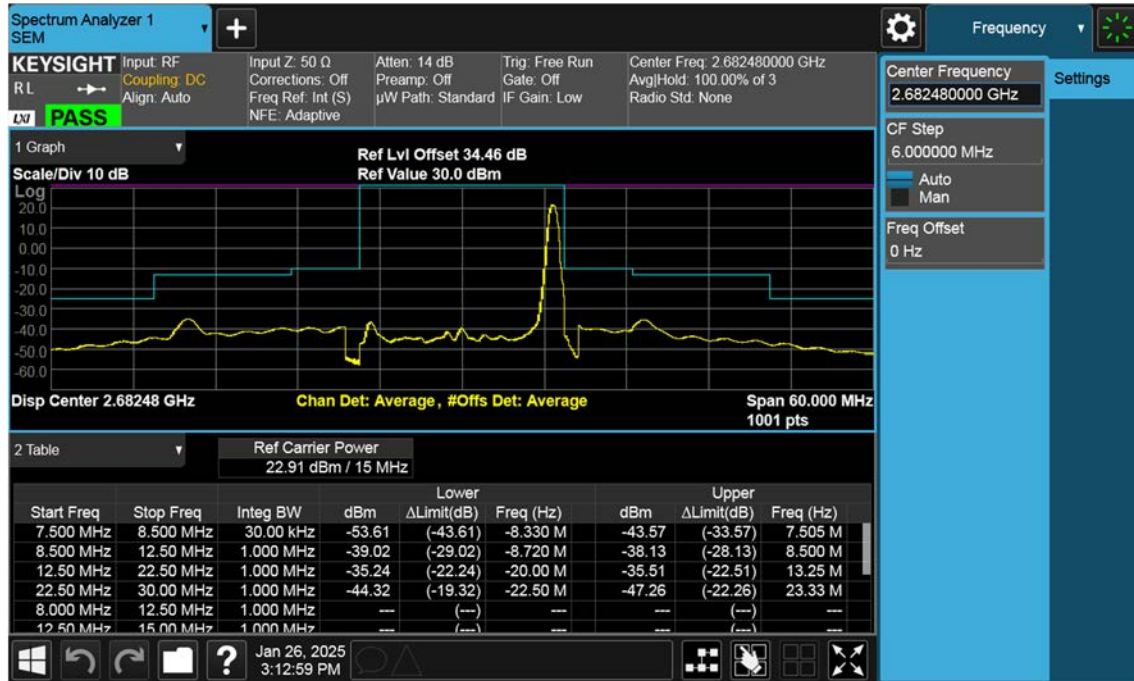 Spectrum Analyzer 1
SEM
Frequency
KEYSIGHT
R L
LXI
PASS
Input: RF
Coupling: DC
Align: Auto
Input Z: 50 Ω
Corrections: Off
Freq Ref: Int (S)
NFE: Adaptive
Atten: 14 dB
Preamp: Off
µW Path: Standard
Trig: Free Run
Gate: Off
IF Gain: Low
Center Freq: 2.682480000 GHz
Avg|Hold: 100.00% of 3
Radio Std: None
Center Frequency
2.682480000 GHz
Settings
CF Step
6.000000 MHz
Auto
Man
Freq Offset
0 Hz
1 Graph
Scale/Div 10 dB
Ref Lvl Offset 34.46 dB
Ref Value 30.0 dBm
Log
20.0
10.0
0.00
-10.0
-20.0
-30.0
-40.0
-50.0
-60.0
Disp Center 2.68248 GHz
Chan Det: Average , #Offs Det: Average
Span 60.000 MHz
1001 pts
2 Table
Ref Carrier Power
22.91 dBm / 15 MHz
Lower Upper
Start Freq Stop Freq Integ BW dBm ΔLimit(dB) Freq (Hz) dBm ΔLimit(dB) Freq (Hz)
7.500 MHz 8.500 MHz 30.00 kHz -53.61 (-43.61) -8.330 M -43.57 (-33.57) 7.505 M
8.500 MHz 12.50 MHz 1.000 MHz -39.02 (-29.02) -8.720 M -38.13 (-28.13) 8.500 M
12.50 MHz 22.50 MHz 1.000 MHz -35.24 (-22.24) -20.00 M -35.51 (-22.51) 13.25 M
22.50 MHz 30.00 MHz 1.000 MHz -44.32 (-19.32) -22.50 M -47.26 (-22.26) 23.33 M
8.000 MHz 12.50 MHz 1.000 MHz --- (---) --- --- (---) ---
12.50 MHz 15.00 MHz 1.000 MHz --- (---) --- --- (---) ---
Jan 26, 2025
3:12:59 PM